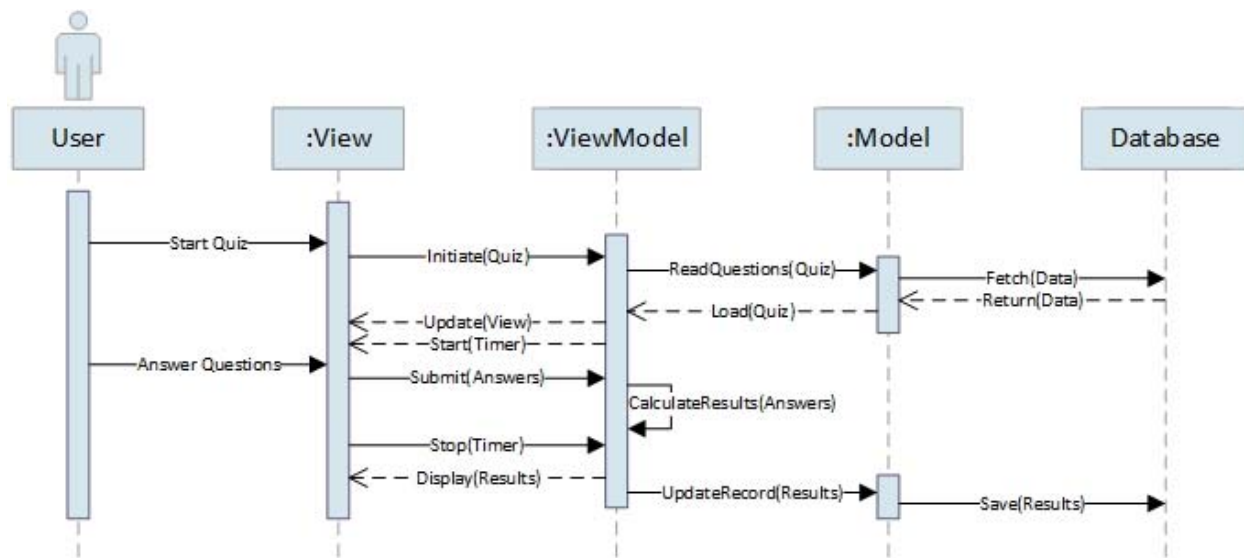 User
:View
:ViewModel
:Model
Database
Start Quiz
Initiate(Quiz)
ReadQuestions(Quiz)
Fetch(Data)
Return(Data)
Load(Quiz)
Update(View)
Start(Timer)
Answer Questions
Submit(Answers)
CalculateResults(Answers)
Stop(Timer)
Display(Results)
UpdateRecord(Results)
Save(Results)